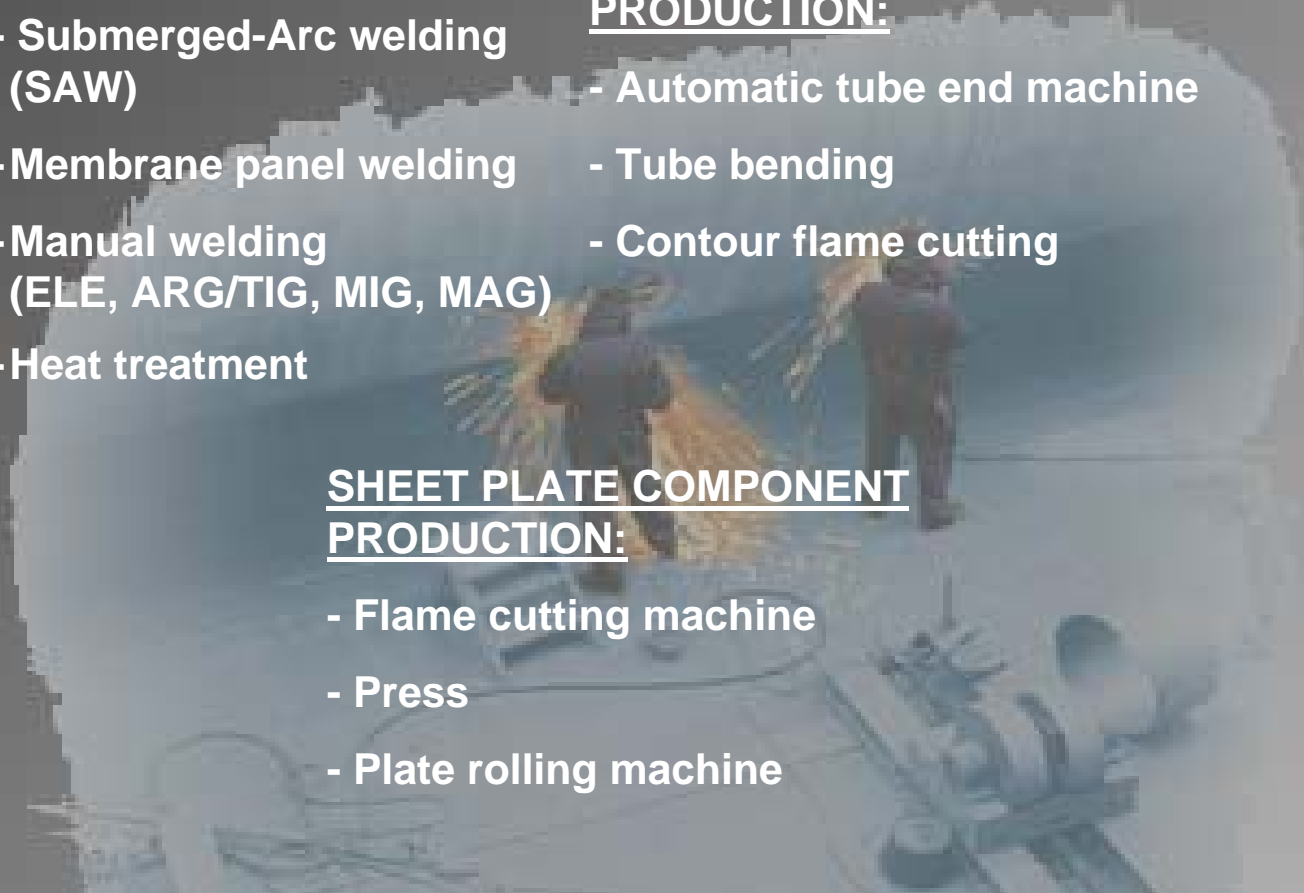 - Submerged-Arc welding
(SAW)
- Membrane panel welding
- Manual welding
(ELE, ARG/TIG, MIG, MAG)
- Heat treatment
PRODUCTION:
- Automatic tube end machine
- Tube bending
- Contour flame cutting
SHEET PLATE COMPONENT
PRODUCTION:
- Flame cutting machine
- Press
- Plate rolling machine